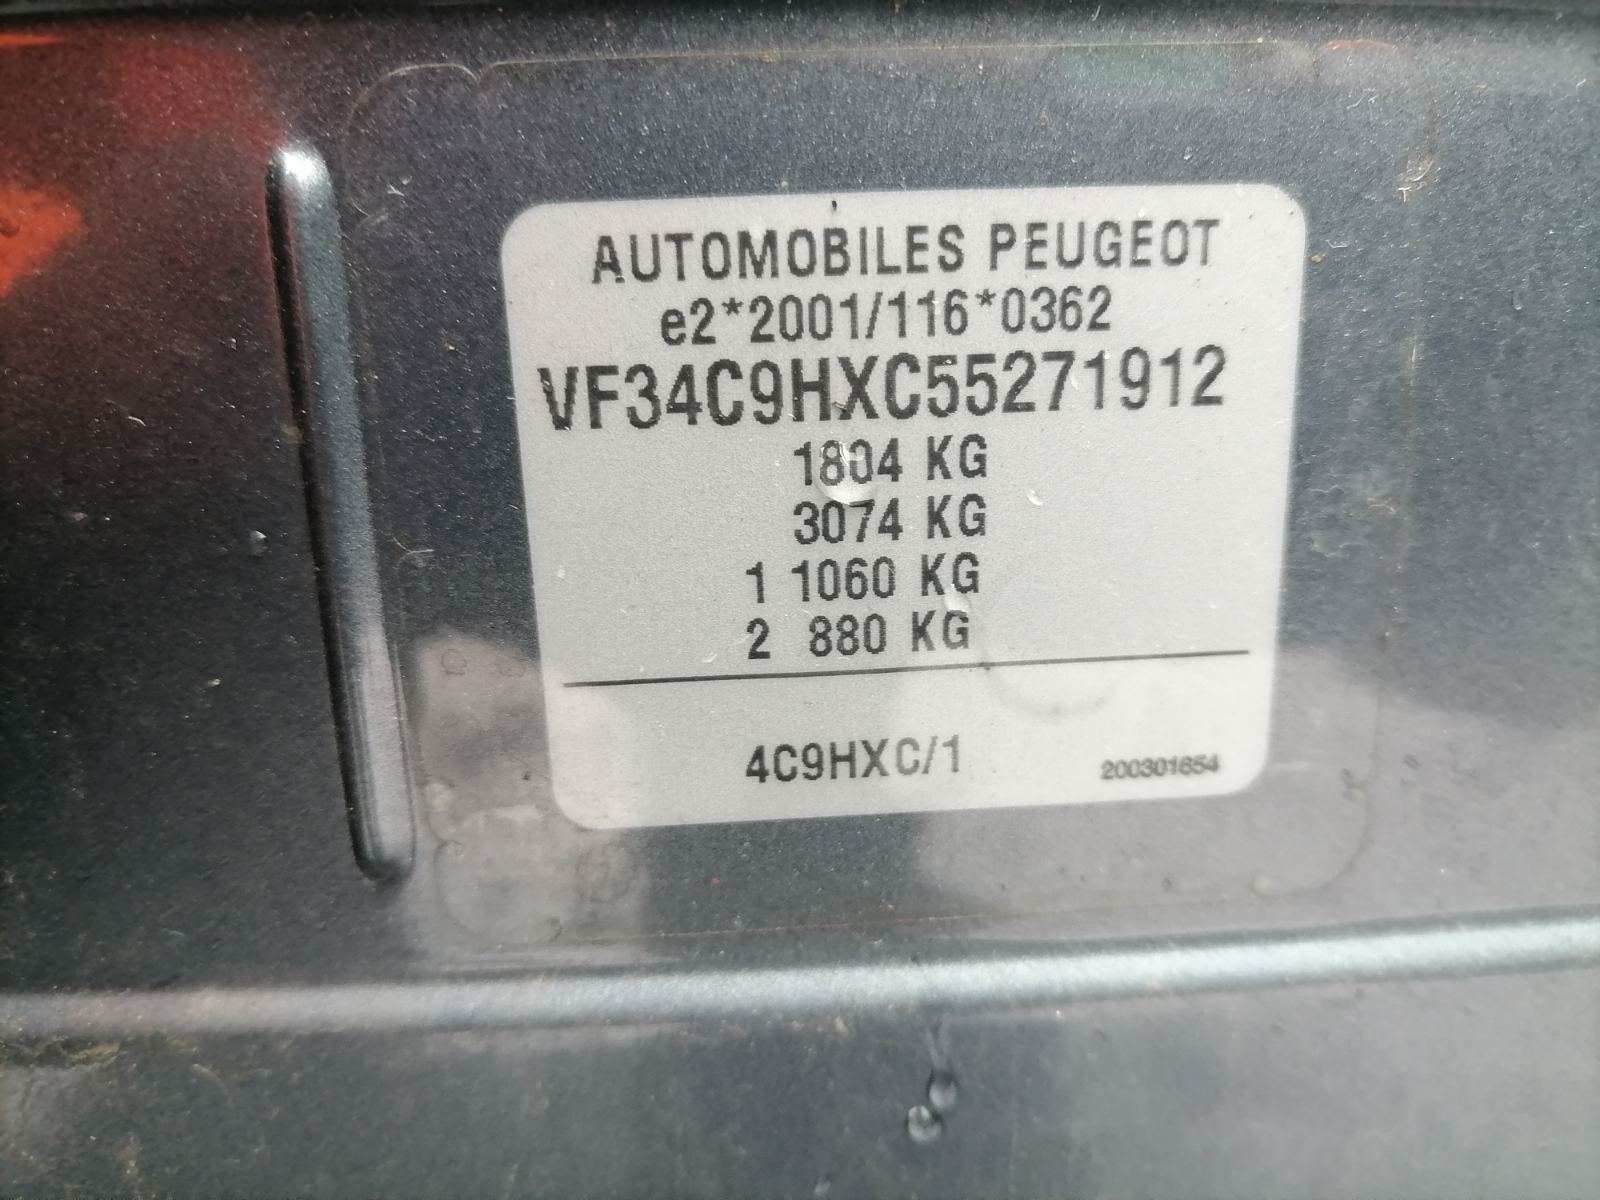 AUTOMOBILES PEUGEOT
e2*2001/116*0362
VF34C9HXC55271912
1804 KG
3074 KG
1 1060 KG
2 880 KG
4C9HXC/1
200301654